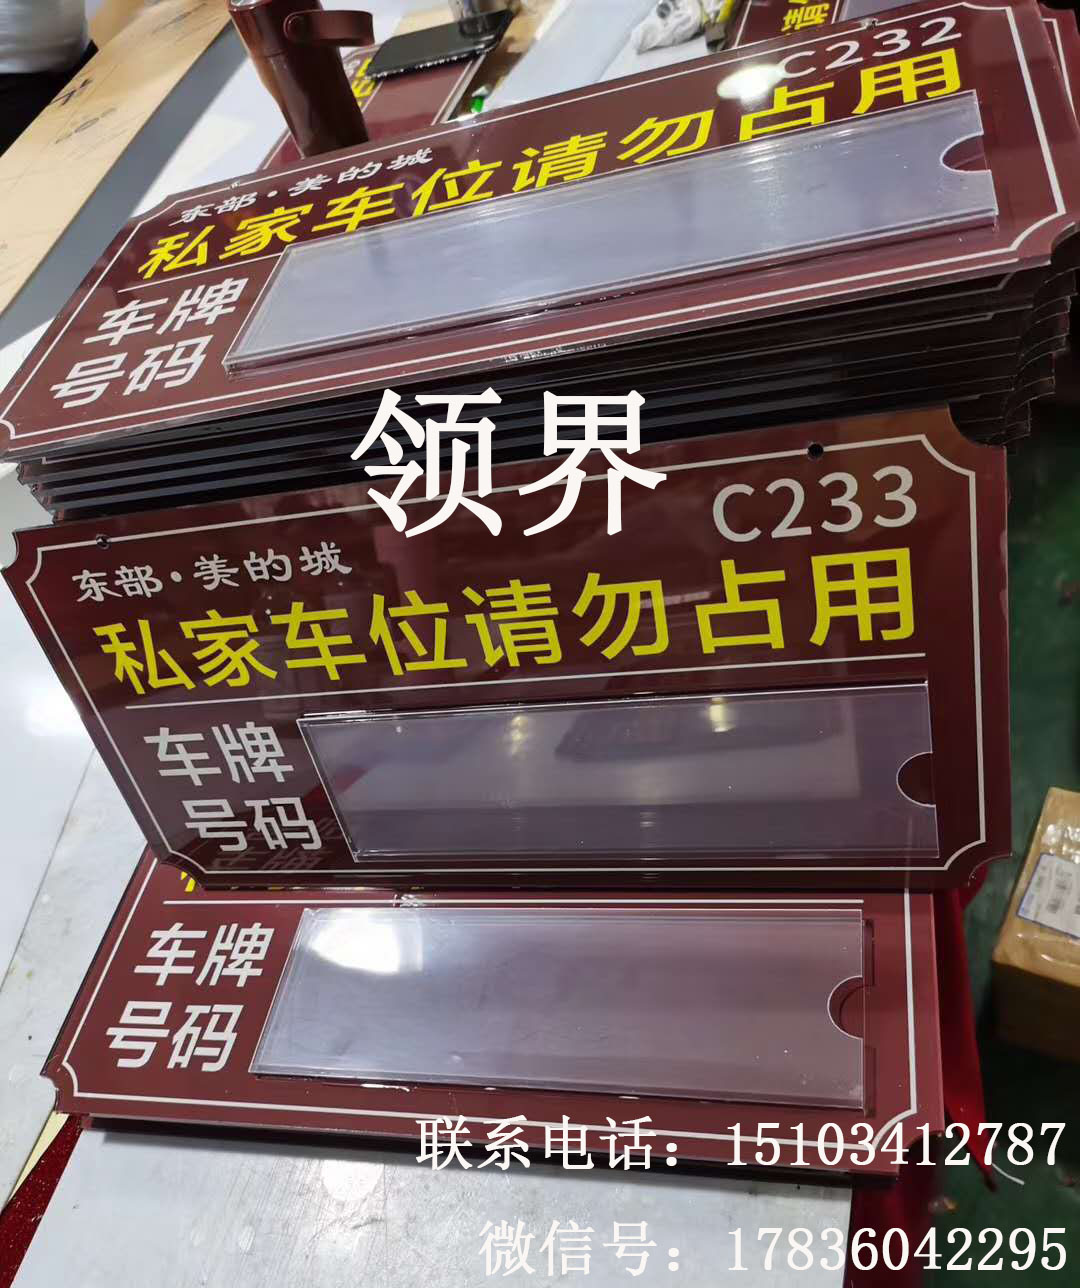 C232
东部·美的城
私家车位请勿占用
车牌
号码
领界
C233
东部·美的城
私家车位请勿占用
车牌
号码
车牌
号码
联系电话：15103412787
微信号：17836042295